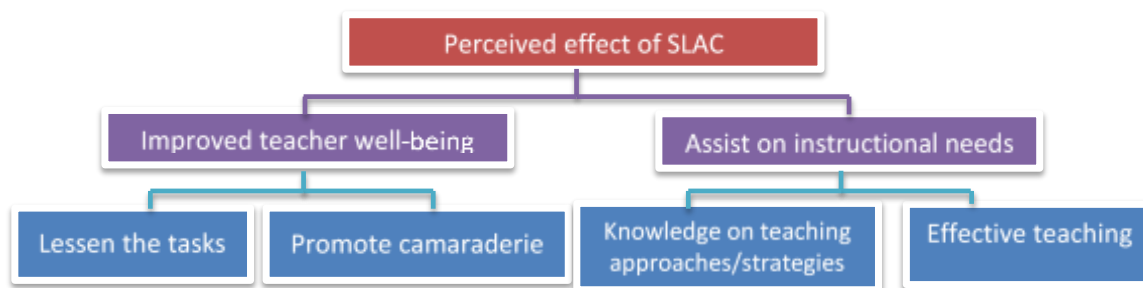 Perceived effect of SLAC
Improved teacher well-being
Assist on instructional needs
Lessen the tasks
Promote camaraderie
Knowledge on teaching
approaches/strategies
Effective teaching